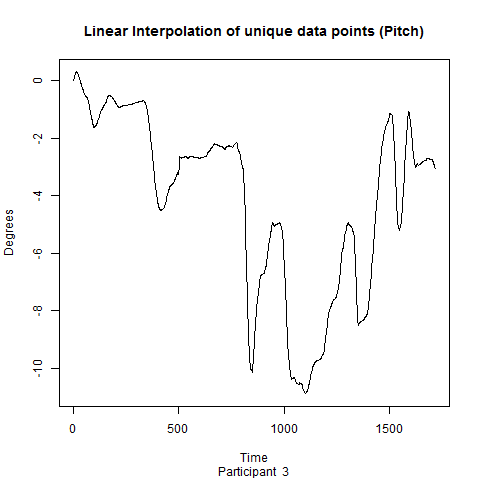 Linear Interpolation of unique data points (Pitch)
0
-2
-4
-6
-8
-10
Degrees
0 500 1000 1500
Time
Participant 3